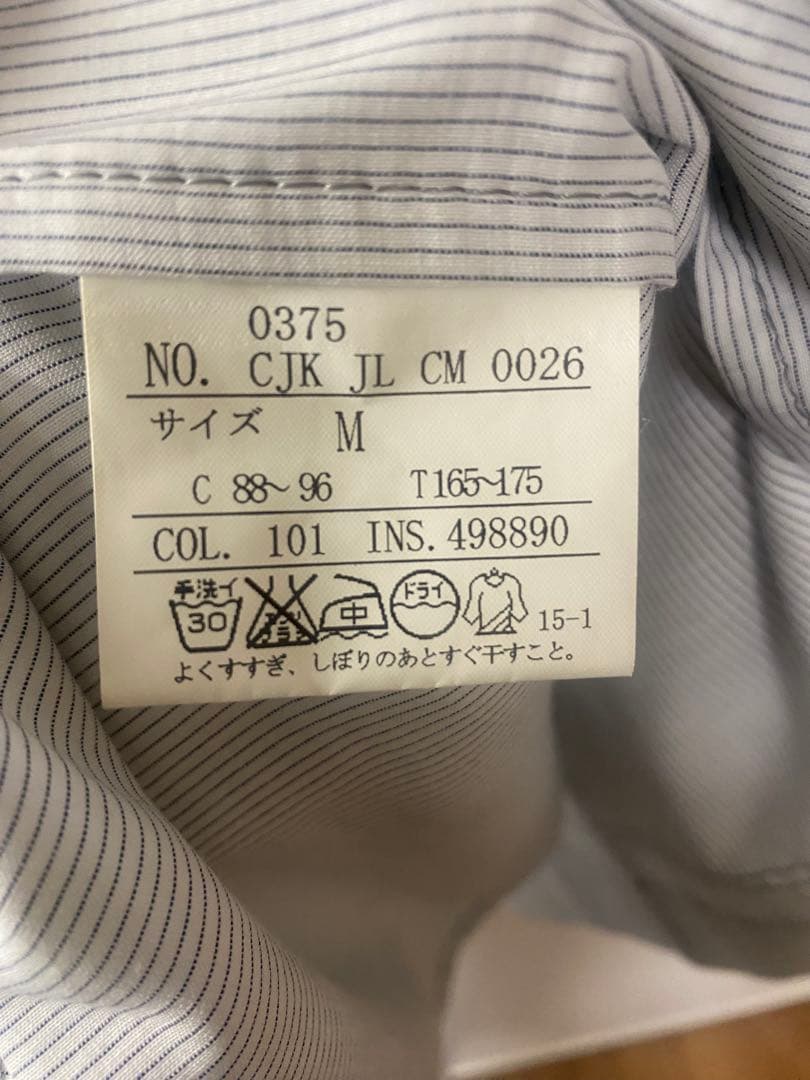 0375
NO. CJK JL CM 0026
サイズ M
C 88~96 T165~175
COL. 101 INS.498890
手洗イ
30 中 ドライ 15-1
よくすすぎ、しぼりのあとすぐ干すこと。